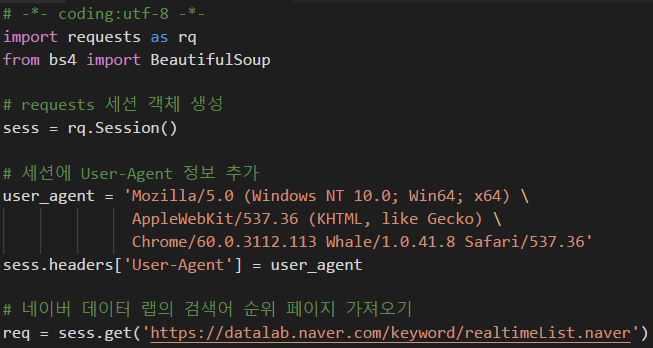 # -*- coding:utf-8 -*-
import requests as rq
from bs4 import BeautifulSoup
# requests 세션 객체 생성
sess = rq.Session()
# 세션에 User-Agent 정보 추가
user_agent = 'Mozilla/5.0 (Windows NT 10.0; Win64; x64) \
AppleWebKit/537.36 (KHTML, like Gecko) \
Chrome/60.0.3112.113 Whale/1.0.41.8 Safari/537.36'
sess.headers['User-Agent'] = user_agent
# 네이버 데이터 랩의 검색어 순위 페이지 가져오기
req = sess.get('https://datalab.naver.com/keyword/realtimeList.naver')